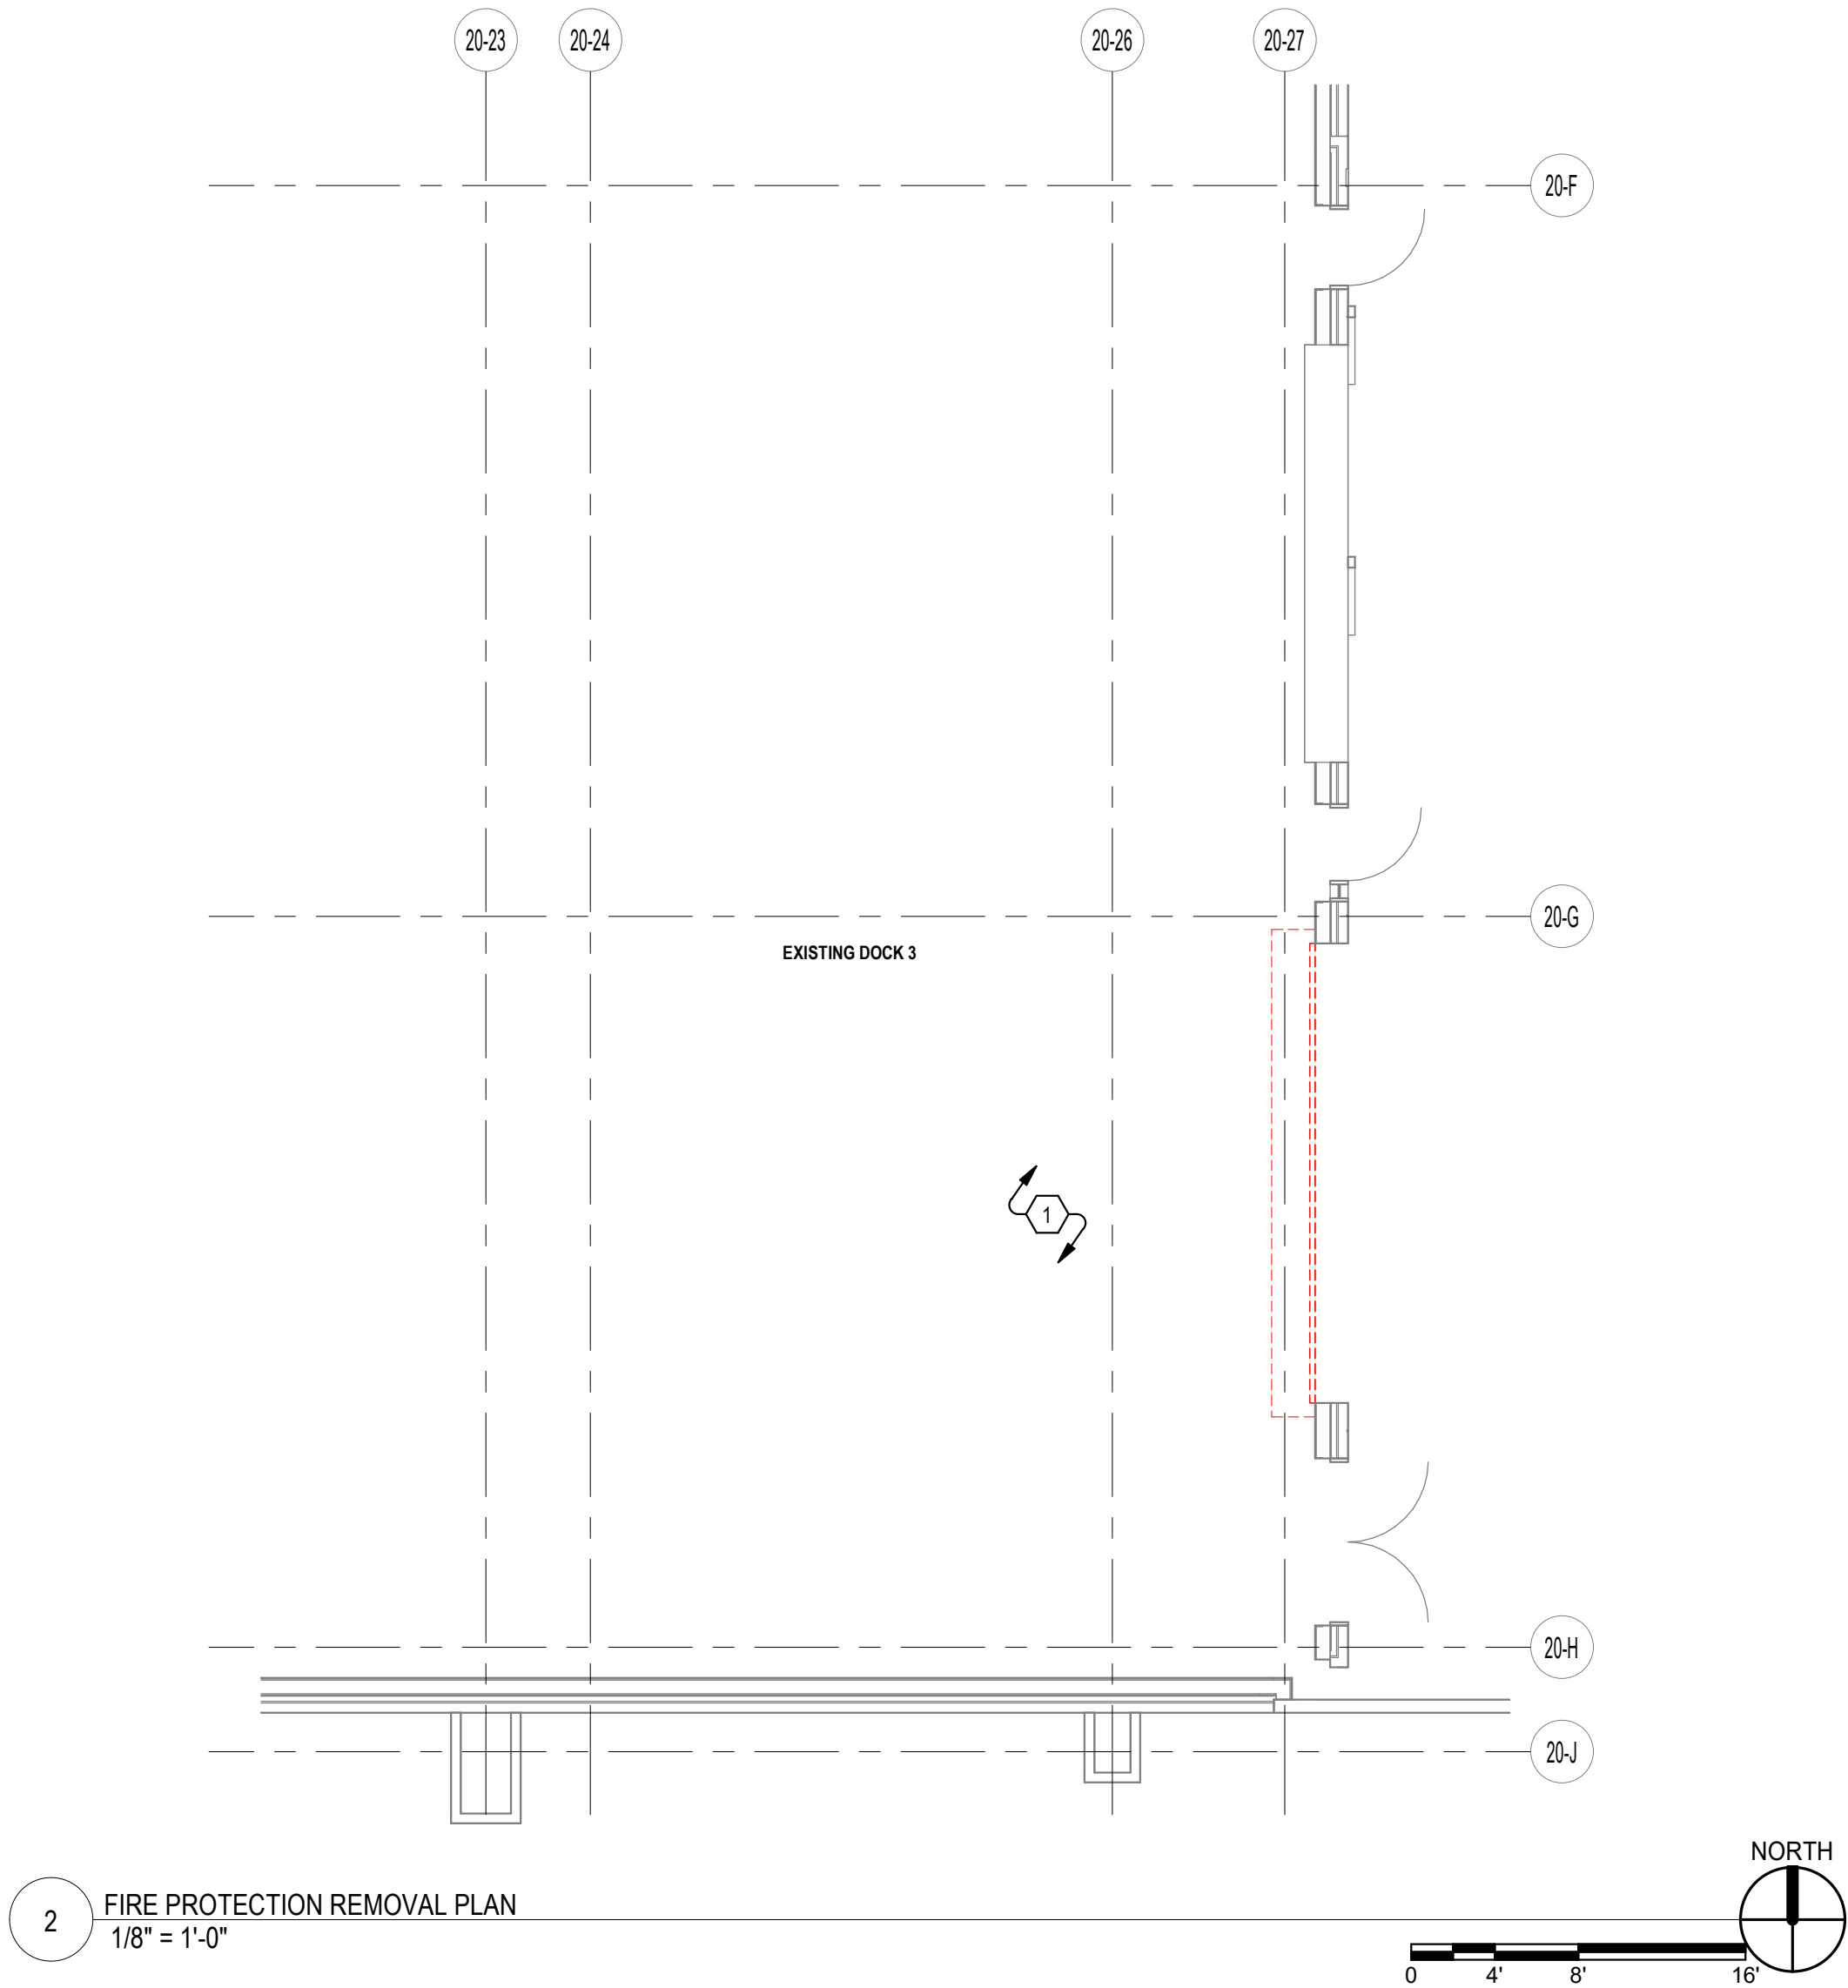 20-23 20-24 20-26 20-27
20-F
20-G
EXISTING DOCK 3
1
20-H
20-J
NORTH
2 FIRE PROTECTION REMOVAL PLAN
1/8" = 1'-0"
0 4' 8' 16'